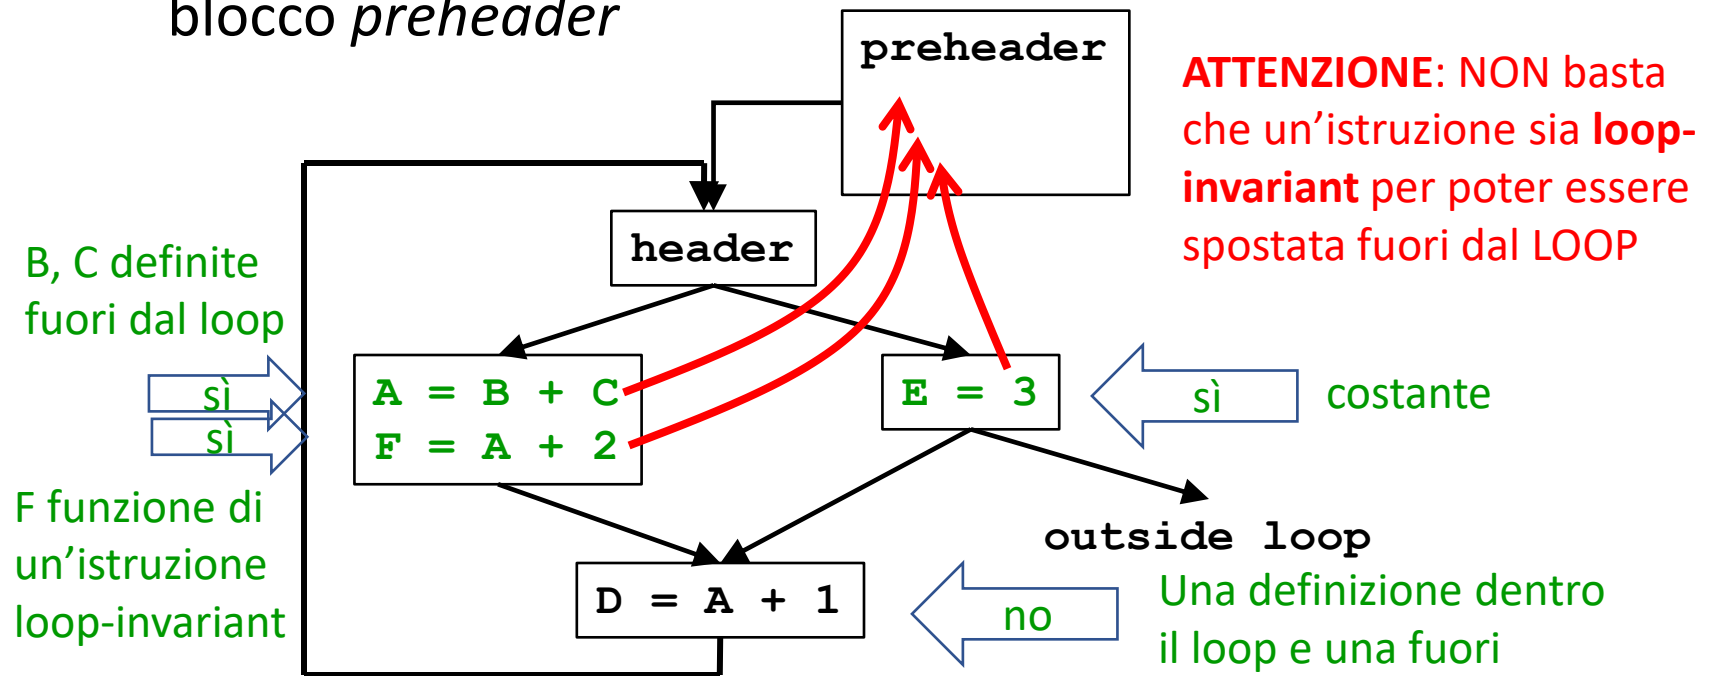 blocco preheader
preheader
ATTENZIONE: NON basta
che un’istruzione sia loop-
invariant per poter essere
spostata fuori dal LOOP
header
B, C definite
fuori dal loop
sì
sì
A = B + C
F = A + 2
E = 3
sì
costante
F funzione di
un’istruzione
loop-invariant
outside loop
D = A + 1
no
Una definizione dentro
il loop e una fuori